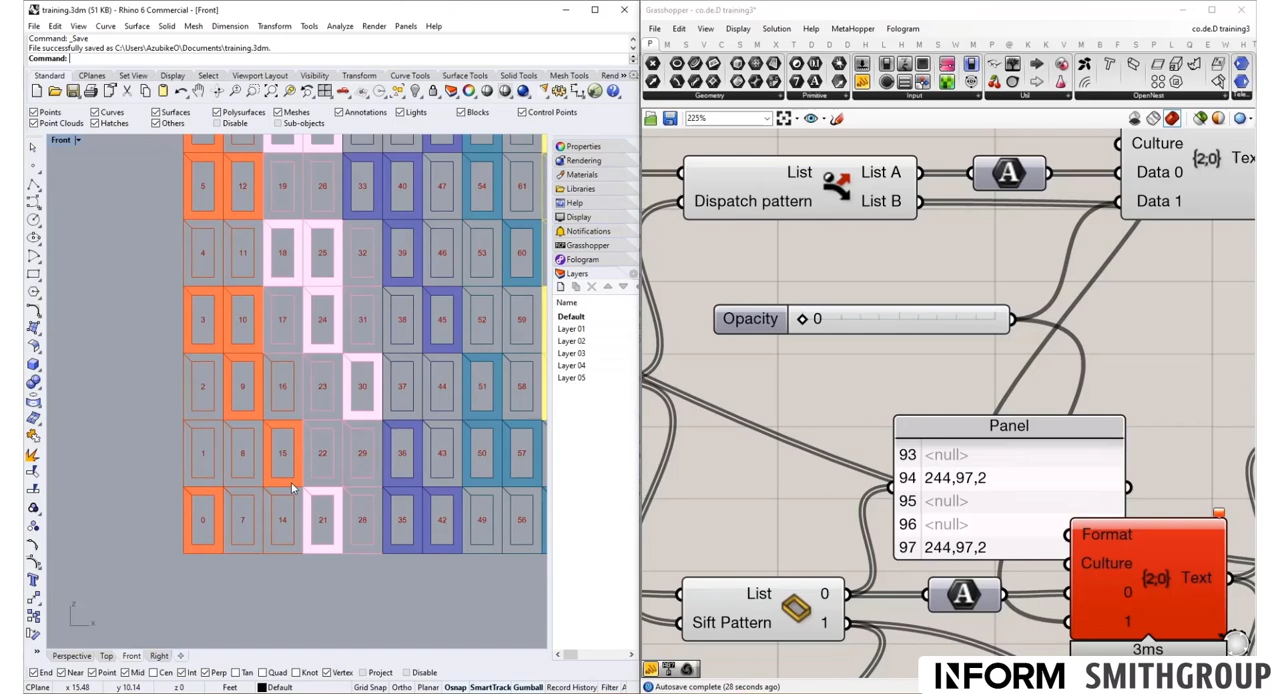 training.3dm (51 KB) - Rhino 6 Commercial - [Front]
File Edit View Curve Surface Solid Mesh Dimension Transform Tools Analyze Render Panels Help
Command: _Save
File successfully saved as C:\Users\AzubikeO\Documents\training.3dm.
Command:
Standard CPlanes Set View Display Select Viewport Layout Visibility Transform Curve Tools Surface Tools Solid Tools Mesh Tools Rend »
Points Curves Surfaces Polysurfaces Meshes Annotations Lights Blocks Control Points
Point Clouds Hatches Others Disable Sub-objects
Front
5 12 19 26 33 40 47 54 61
4 11 18 25 32 39 46 53 60
3 10 17 24 31 38 45 52 59
2 9 16 23 30 37 44 51 58
1 8 15 22 29 36 43 50 57
0 7 14 21 28 35 42 49 56
z
x
Properties
Rendering
Materials
Libraries
Help
Display
Notifications
Grasshopper
Fologram
Layers
Name
Default
Layer 01
Layer 02
Layer 03
Layer 04
Layer 05
Perspective Top Front Right
End Near Point Mid Cen Int Perp Tan Quad Knot Vertex Project Disable
CPlane x 15.48 y 10.14 z 0 Feet Default Grid Snap Ortho Planar Osnap SmartTrack Gumball Record History Filter A
Grasshopper - co.de.D training3*
File Edit View Display Solution Help MetaHopper Fologram co.de.D training3*
Geometry Primitive Input Util OpenNest Tele...
225%
List List A
Dispatch pattern List B
A
Culture
Data 0
Data 1
{2;0} Tex
Opacity 0
Panel
93 <null>
94 244,97,2
95 <null>
96 <null>
97 244,97,2
List 0
Sift Pattern 1
A
Format
Culture
0
1
{2;0} Text
3ms
Autosave complete (28 seconds ago)
INFORM SMITHGROUP